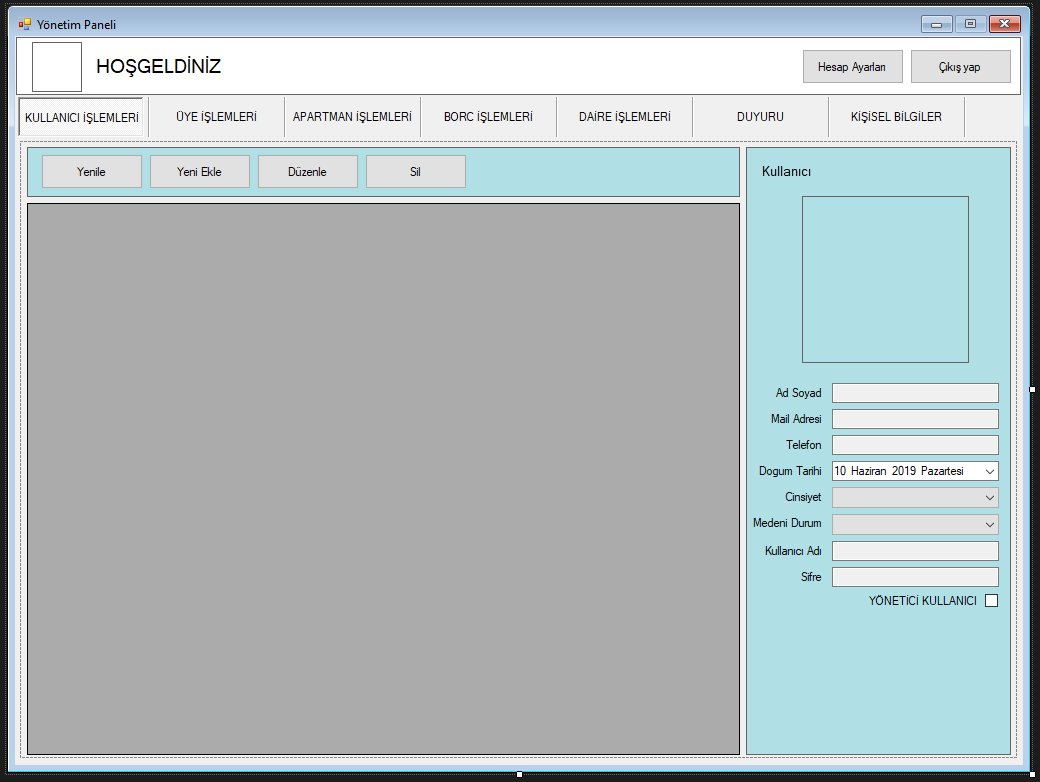 Yönetim Paneli
HOŞGELDİNİZ
Hesap Ayarları
Çıkış yap
KULLANICI İŞLEMLERİ
ÜYE İŞLEMLERİ
APARTMAN İŞLEMLERİ
BORC İŞLEMLERİ
DAİRE İŞLEMLERİ
DUYURU
KİŞİSEL BİLGİLER
Yenile
Yeni Ekle
Düzenle
Sil
Kullanıcı
Ad Soyad
Mail Adresi
Telefon
Dogum Tarihi
10 Haziran 2019 Pazartesi
Cinsiyet
Medeni Durum
Kullanıcı Adı
Sifre
YÖNETİCİ KULLANICI